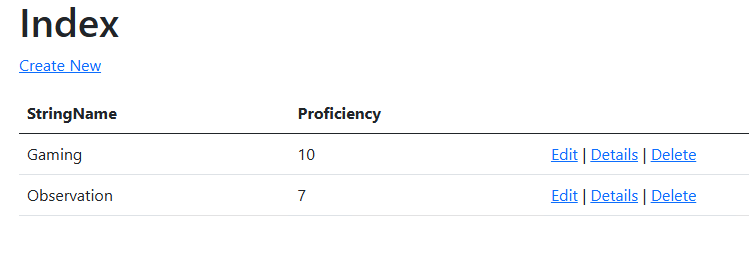 Index
Create New
StringName Proficiency
Gaming 10 Edit | Details | Delete
Observation 7 Edit | Details | Delete